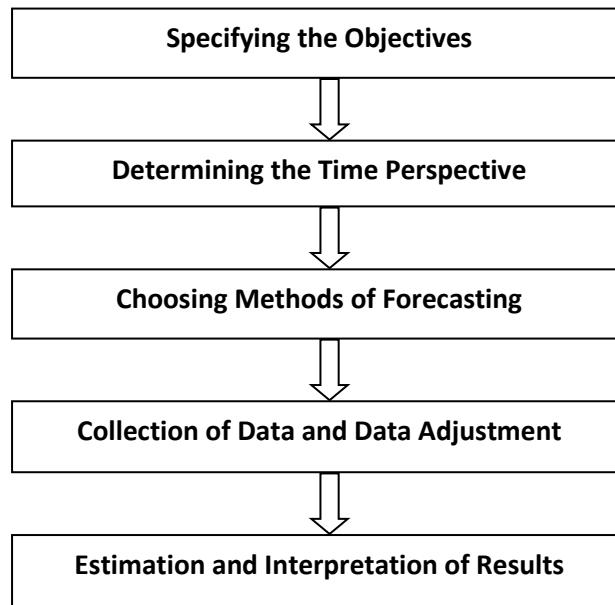 Specifying the Objectives
Determining the Time Perspective
Choosing Methods of Forecasting
Collection of Data and Data Adjustment
Estimation and Interpretation of Results